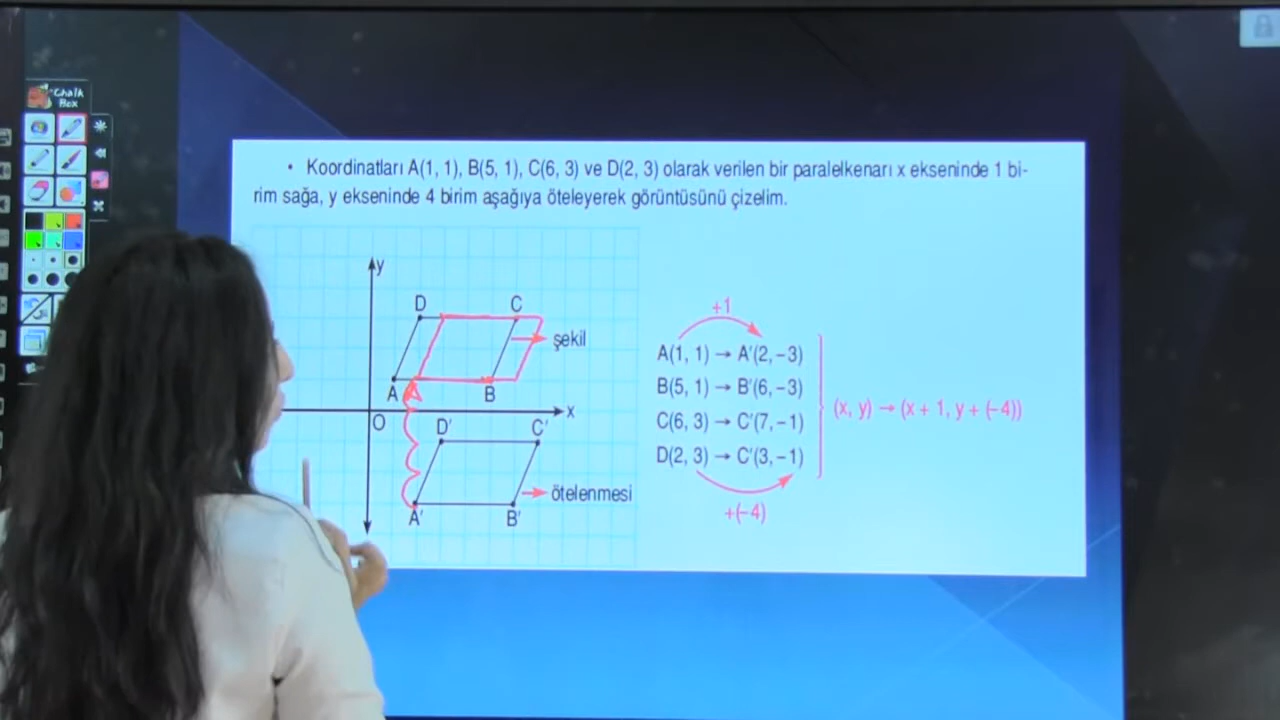 Chalk
Box
• Koordinatları A(1, 1), B(5, 1), C(6, 3) ve D(2, 3) olarak verilen bir paralelkenarı x ekseninde 1 bi-
rim sağa, y ekseninde 4 birim aşağıya öteleyerek görüntüsünü çizelim.
y
D C
şekil
A A B
O x
D' C'
ötelenmesi
A' B'
+1
A(1, 1) → A'(2, –3)
B(5, 1) → B'(6, –3)
C(6, 3) → C'(7, –1)
D(2, 3) → C'(3, –1)
+(–4)
(x, y) → (x + 1, y + (–4))